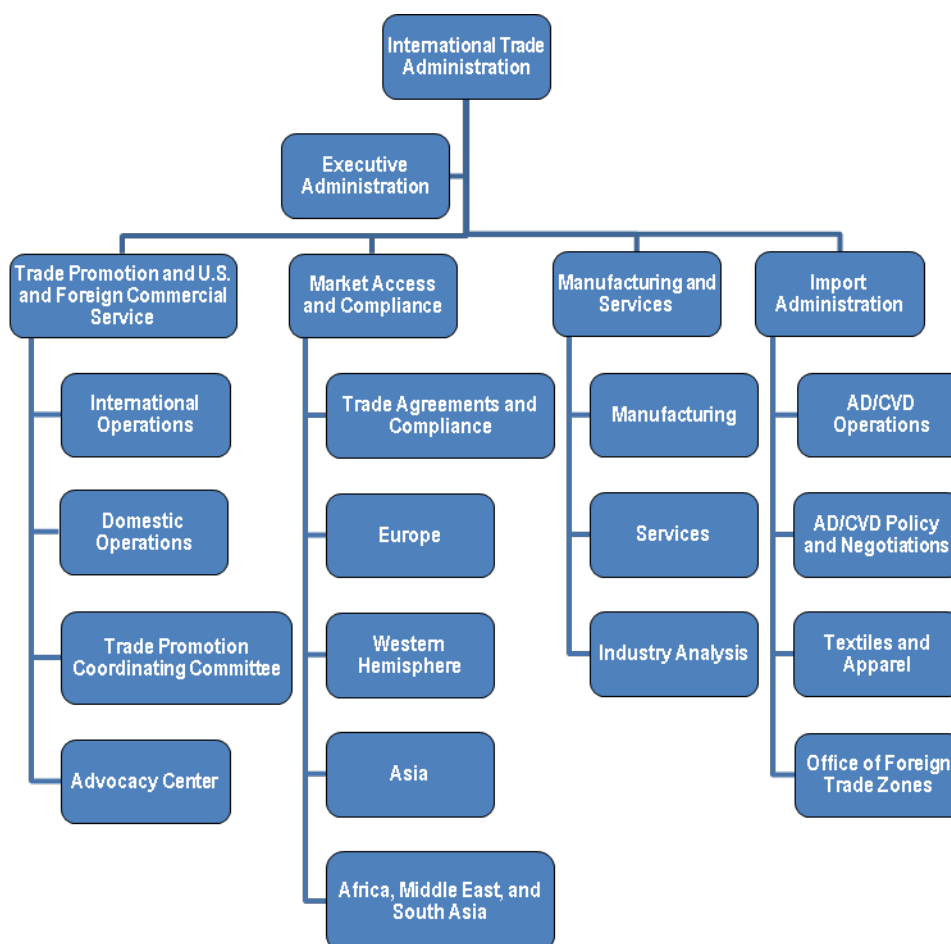 International Trade
Administration
Executive
Administration
Trade Promotion and U.S.
and Foreign Commercial
Service
Market Access
and Compliance
Manufacturing and
Services
Import
Administration
International
Operations
Domestic
Operations
Trade Promotion
Coordinating Committee
Advocacy Center
Trade Agreements and
Compliance
Europe
Western
Hemisphere
Asia
Africa, Middle East, and
South Asia
Manufacturing
Services
Industry Analysis
AD/CVD
Operations
AD/CVD Policy
and Negotiations
Textiles and
Apparel
Office of Foreign
Trade Zones